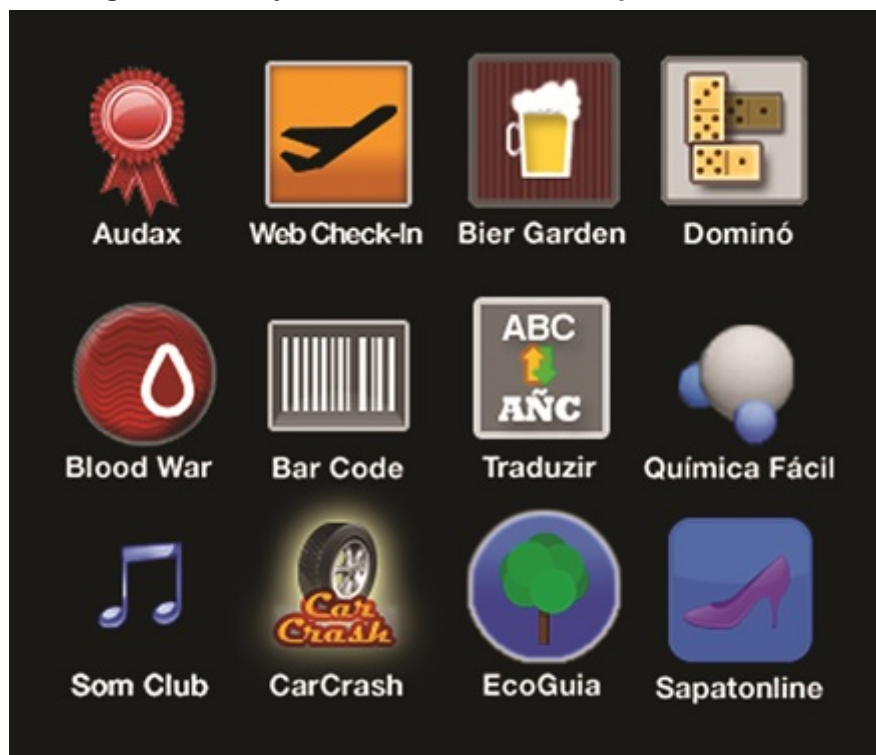 Audax
Web Check-In
Bier Garden
Dominó
ABC
AÑC
Blood War
Bar Code
Traduzir
Química Fácil
Car
Crash
Som Club
CarCrash
EcoGuia
Sapatonline